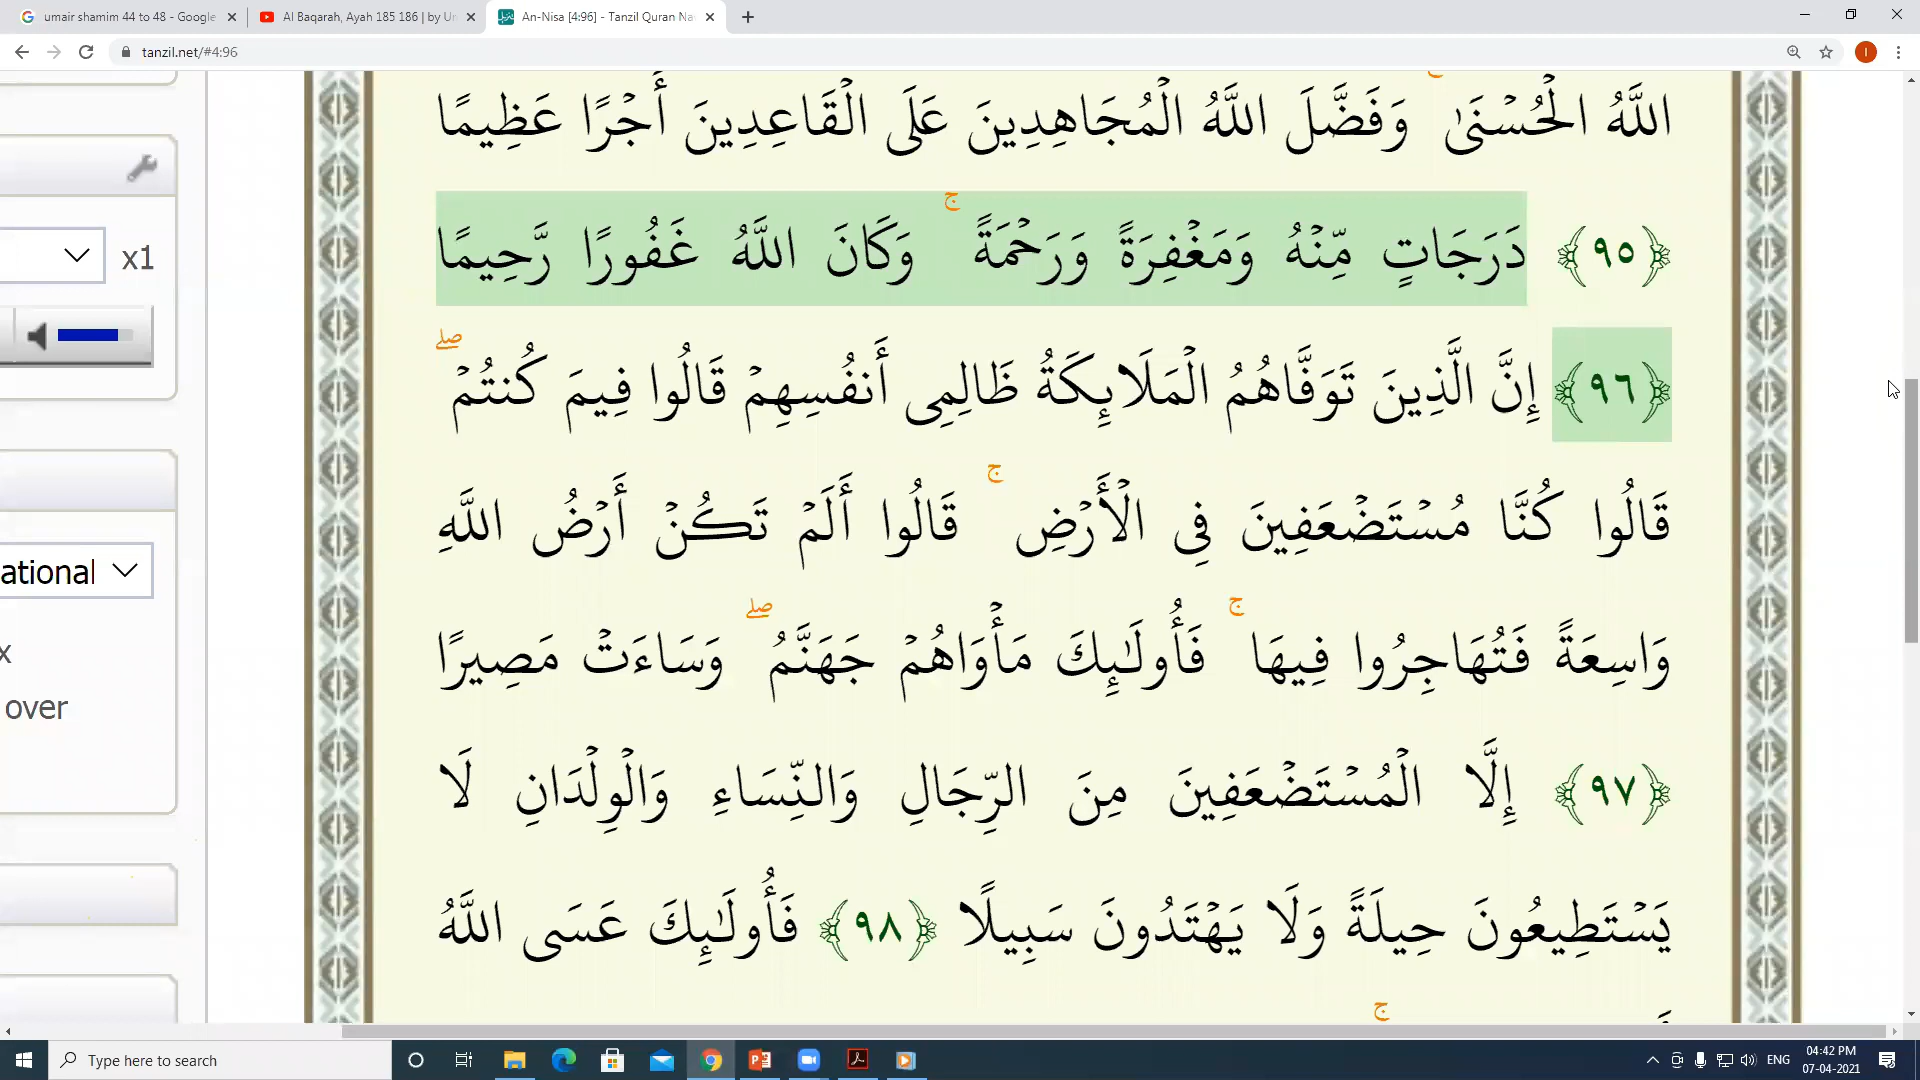 umair shamim 44 to 48 - Google
Al Baqarah, Ayah 185 186 | by Um
An-Nisa [4:96] - Tanzil Quran Na
tanzil.net/#4:96
اللَّهُ الْحُسْنَىٰ ۚ وَفَضَّلَ اللَّهُ الْمُجَاهِدِينَ عَلَى الْقَاعِدِينَ أَجْرًا عَظِيمًا
﴿٩٥﴾ دَرَجَاتٍ مِّنْهُ وَمَغْفِرَةً وَرَحْمَةً ۚ وَكَانَ اللَّهُ غَفُورًا رَّحِيمًا
﴿٩٦﴾ إِنَّ الَّذِينَ تَوَفَّاهُمُ الْمَلَائِكَةُ ظَالِمِي أَنفُسِهِمْ قَالُوا فِيمَ كُنتُمْ ۖ
قَالُوا كُنَّا مُسْتَضْعَفِينَ فِي الْأَرْضِ ۚ قَالُوا أَلَمْ تَكُنْ أَرْضُ اللَّهِ
وَاسِعَةً فَتُهَاجِرُوا فِيهَا ۚ فَأُولَٰئِكَ مَأْوَاهُمْ جَهَنَّمُ ۖ وَسَاءَتْ مَصِيرًا
﴿٩٧﴾ إِلَّا الْمُسْتَضْعَفِينَ مِنَ الرِّجَالِ وَالنِّسَاءِ وَالْوِلْدَانِ لَا
يَسْتَطِيعُونَ حِيلَةً وَلَا يَهْتَدُونَ سَبِيلًا ﴿٩٨﴾ فَأُولَٰئِكَ عَسَى اللَّهُ
x1
ational
x
over
Type here to search
ENG
04:42 PM
07-04-2021